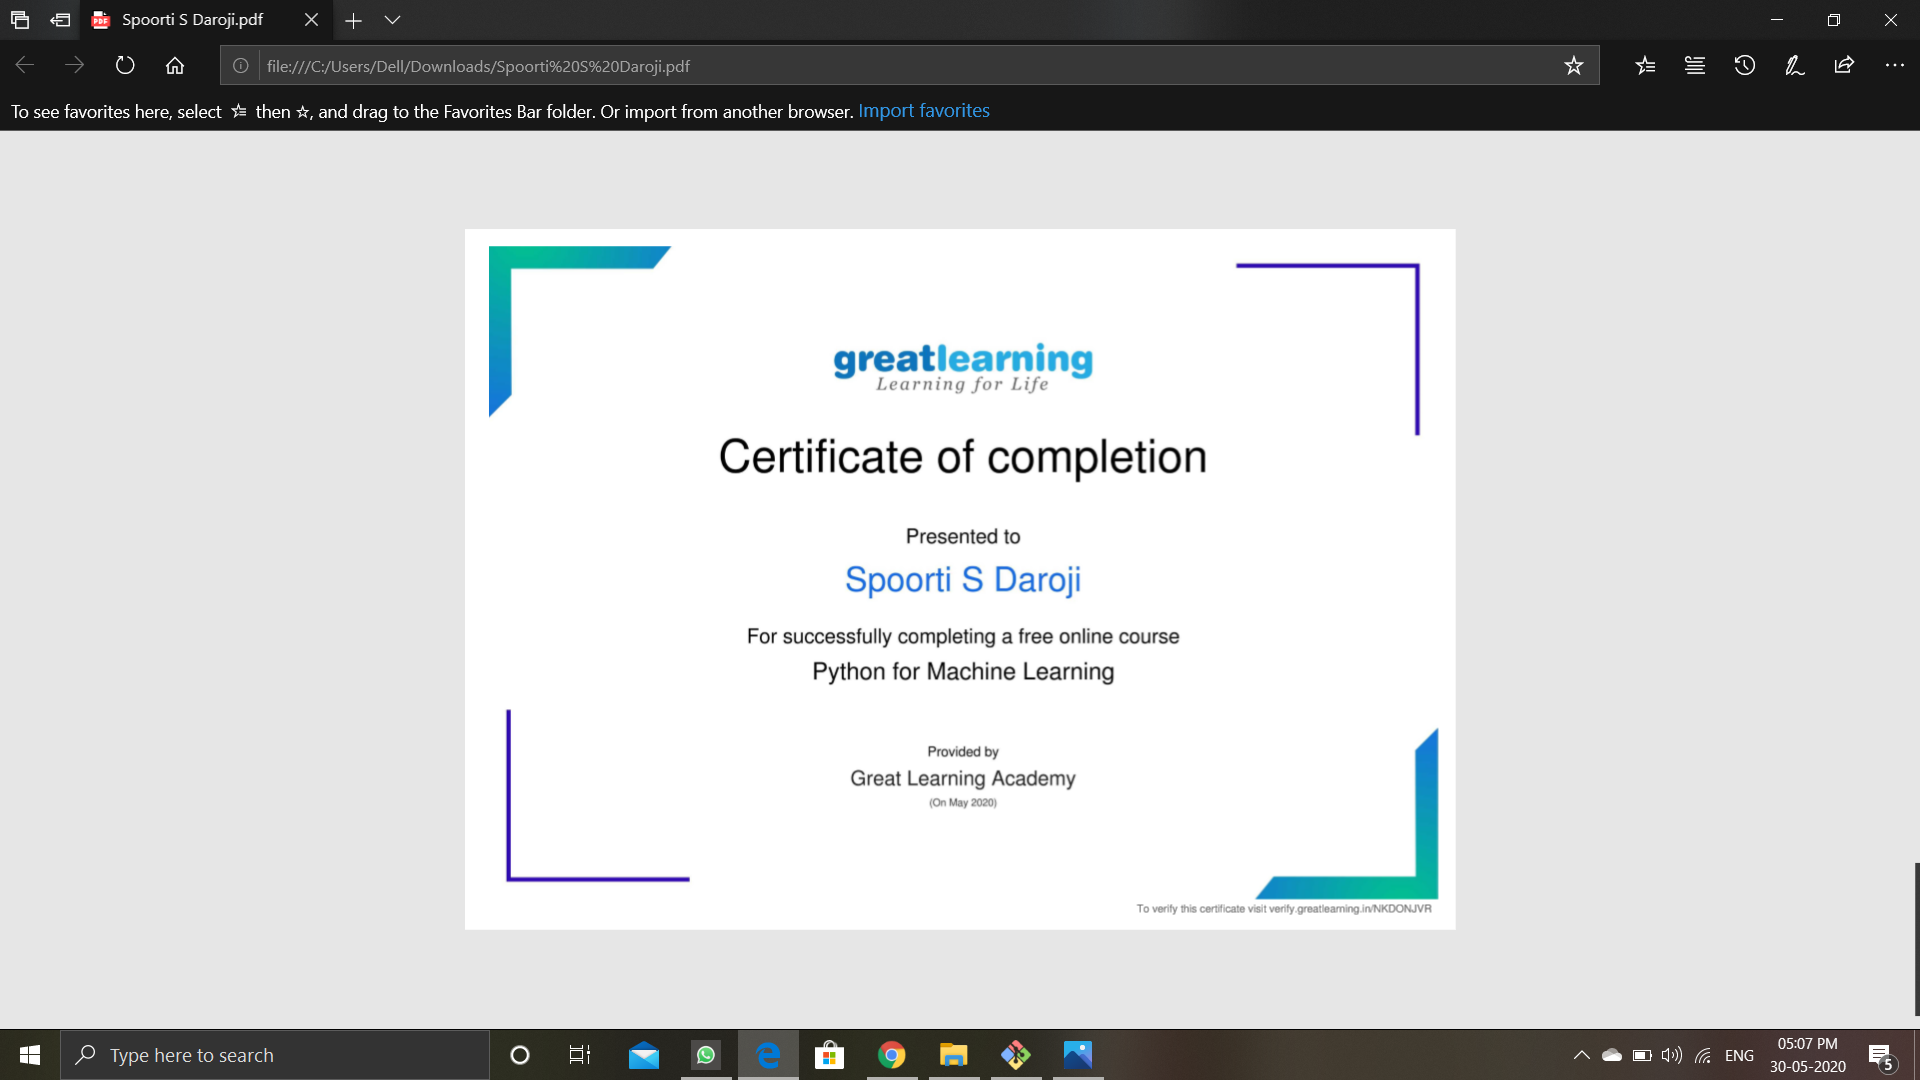 Spoorti S Daroji.pdf
file:///C:/Users/Dell/Downloads/Spoorti%20S%20Daroji.pdf
To see favorites here, select then , and drag to the Favorites Bar folder. Or import from another browser. Import favorites
greatlearning
Learning for Life
Certificate of completion
Presented to
Spoorti S Daroji
For successfully completing a free online course
Python for Machine Learning
Provided by
Great Learning Academy
(On May 2020)
To verify this certificate visit verify.greatlearning.in/NKDONJVR
Type here to search
ENG
05:07 PM
30-05-2020
5